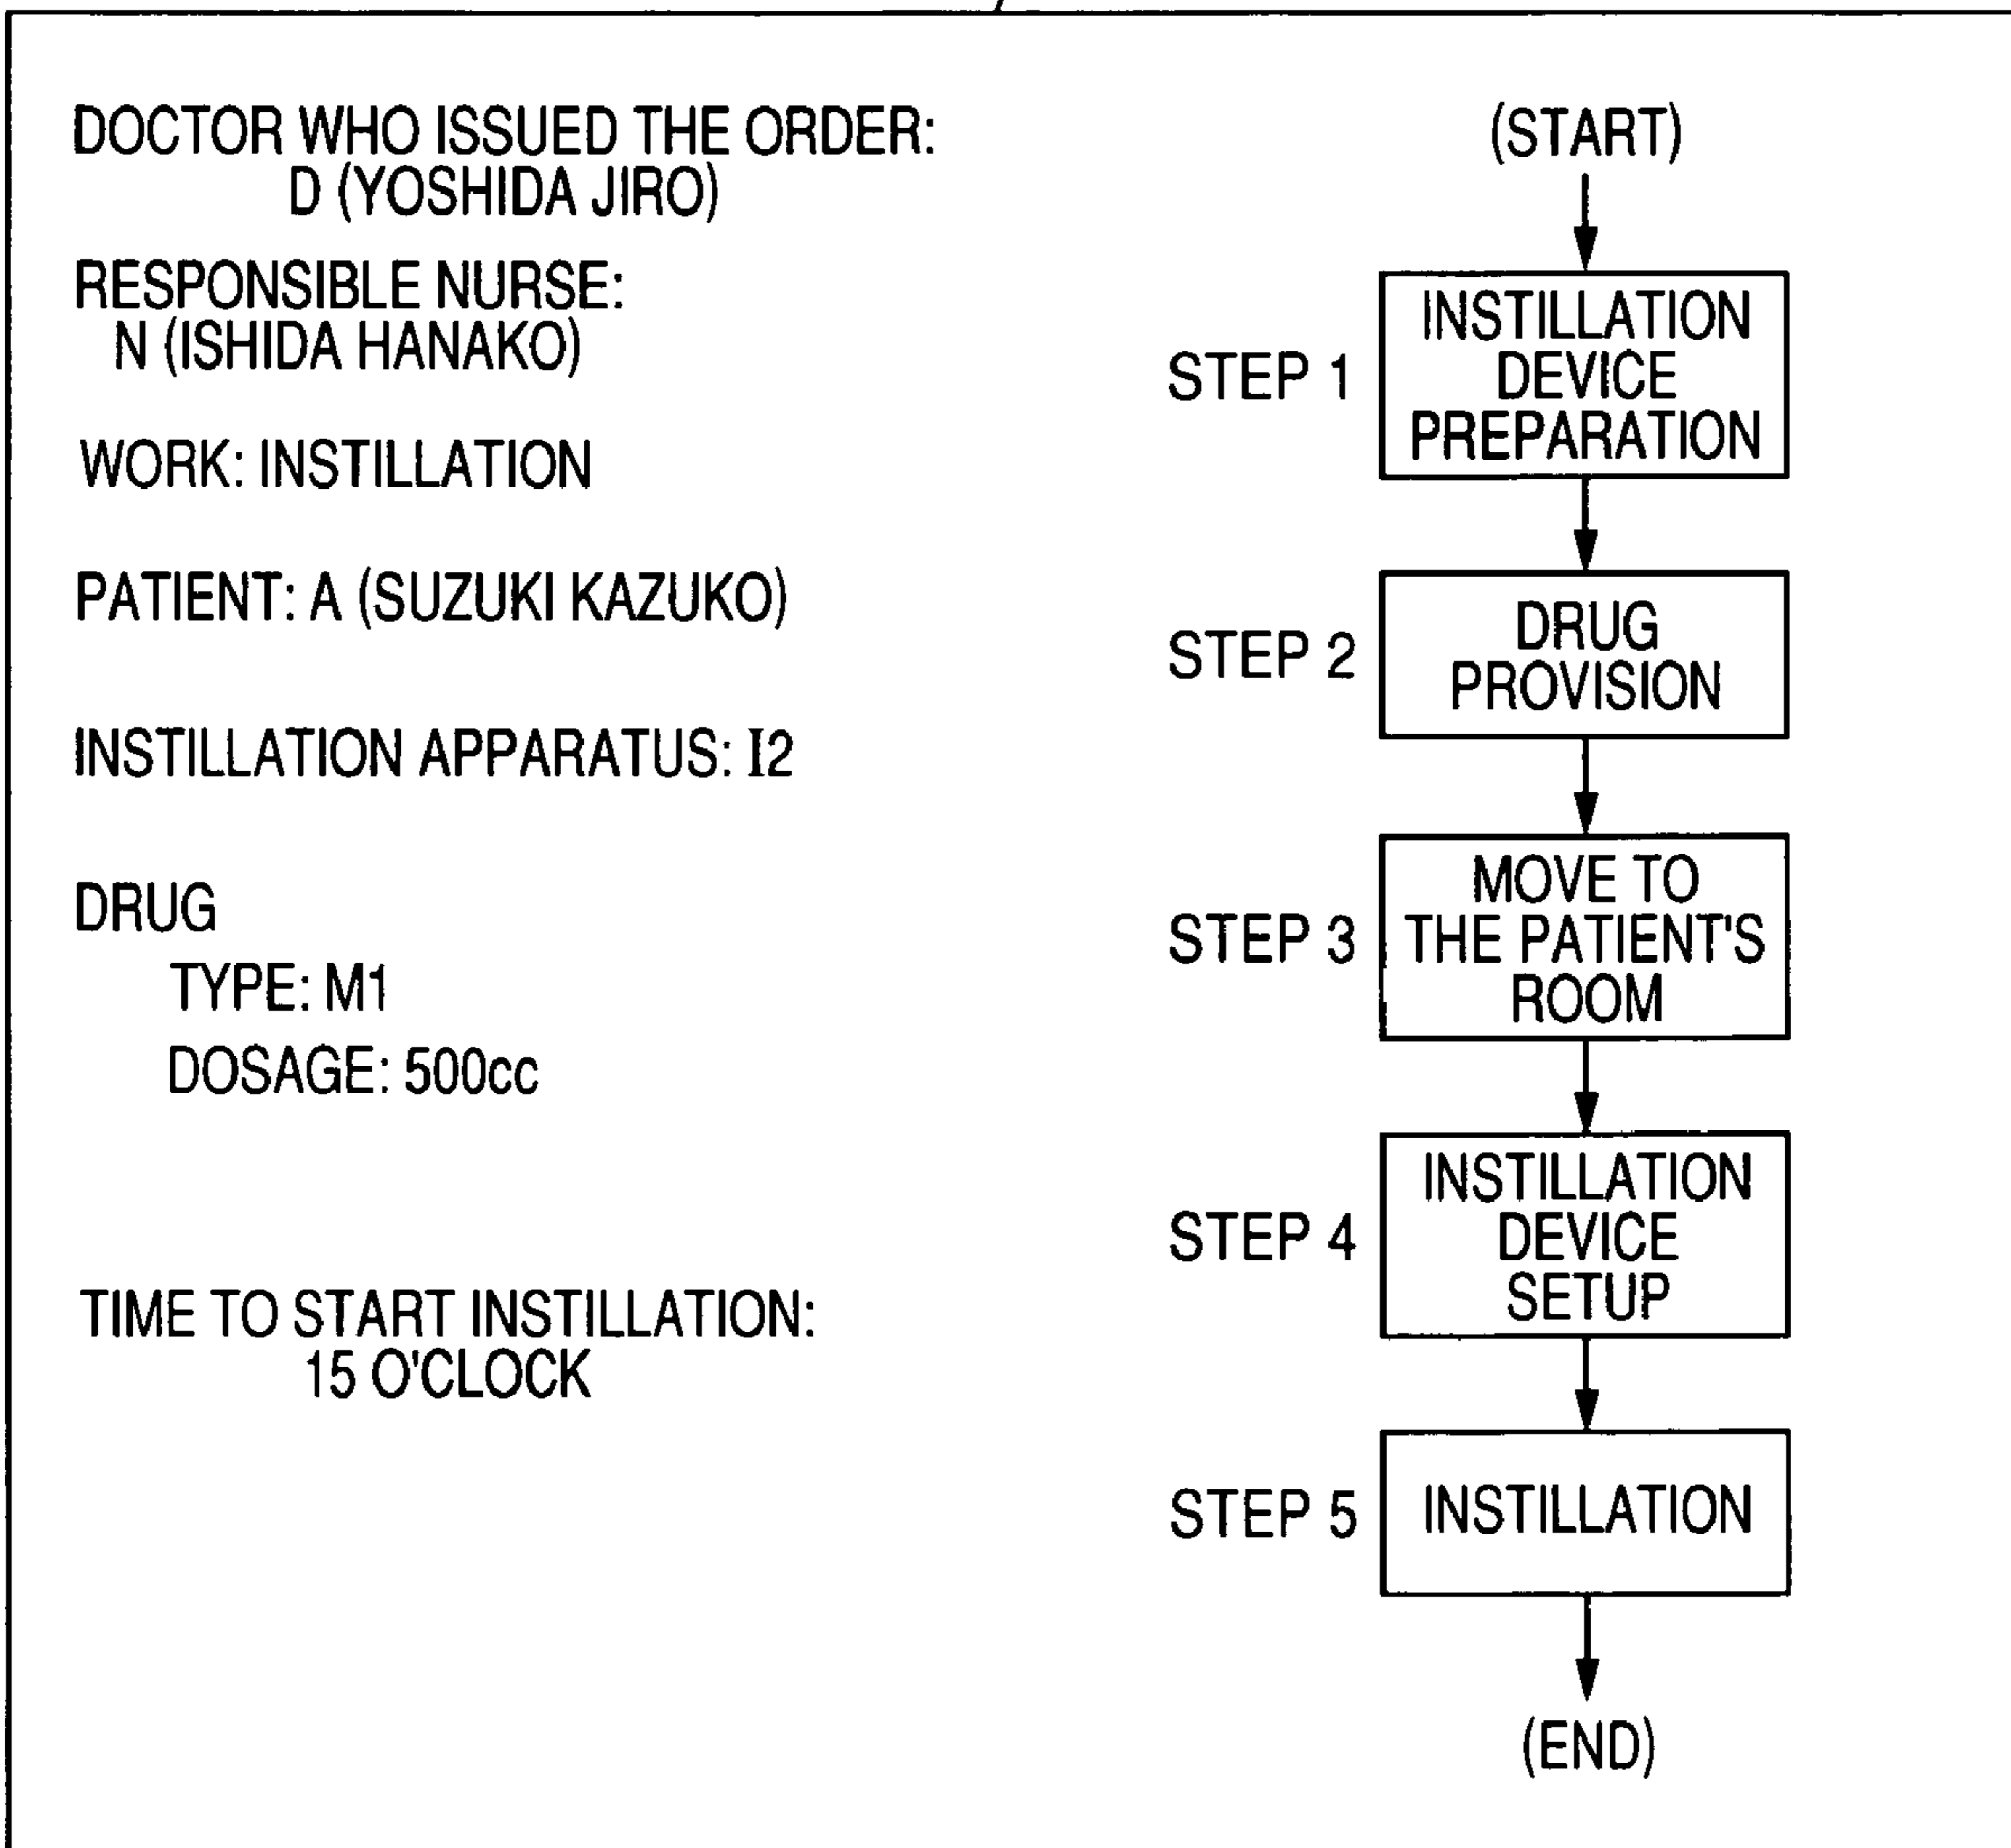 DOCTOR WHO ISSUED THE ORDER:
D (YOSHIDA JIRO)
RESPONSIBLE NURSE:
N (ISHIDA HANAKO)
WORK: INSTILLATION
PATIENT: A (SUZUKI KAZUKO)
INSTILLATION APPARATUS: I2
DRUG
TYPE: M1
DOSAGE: 500cc
TIME TO START INSTILLATION:
15 O'CLOCK
(START)
STEP 1
INSTILLATION
DEVICE
PREPARATION
STEP 2
DRUG
PROVISION
STEP 3
MOVE TO
THE PATIENT'S
ROOM
STEP 4
INSTILLATION
DEVICE
SETUP
STEP 5
INSTILLATION
(END)